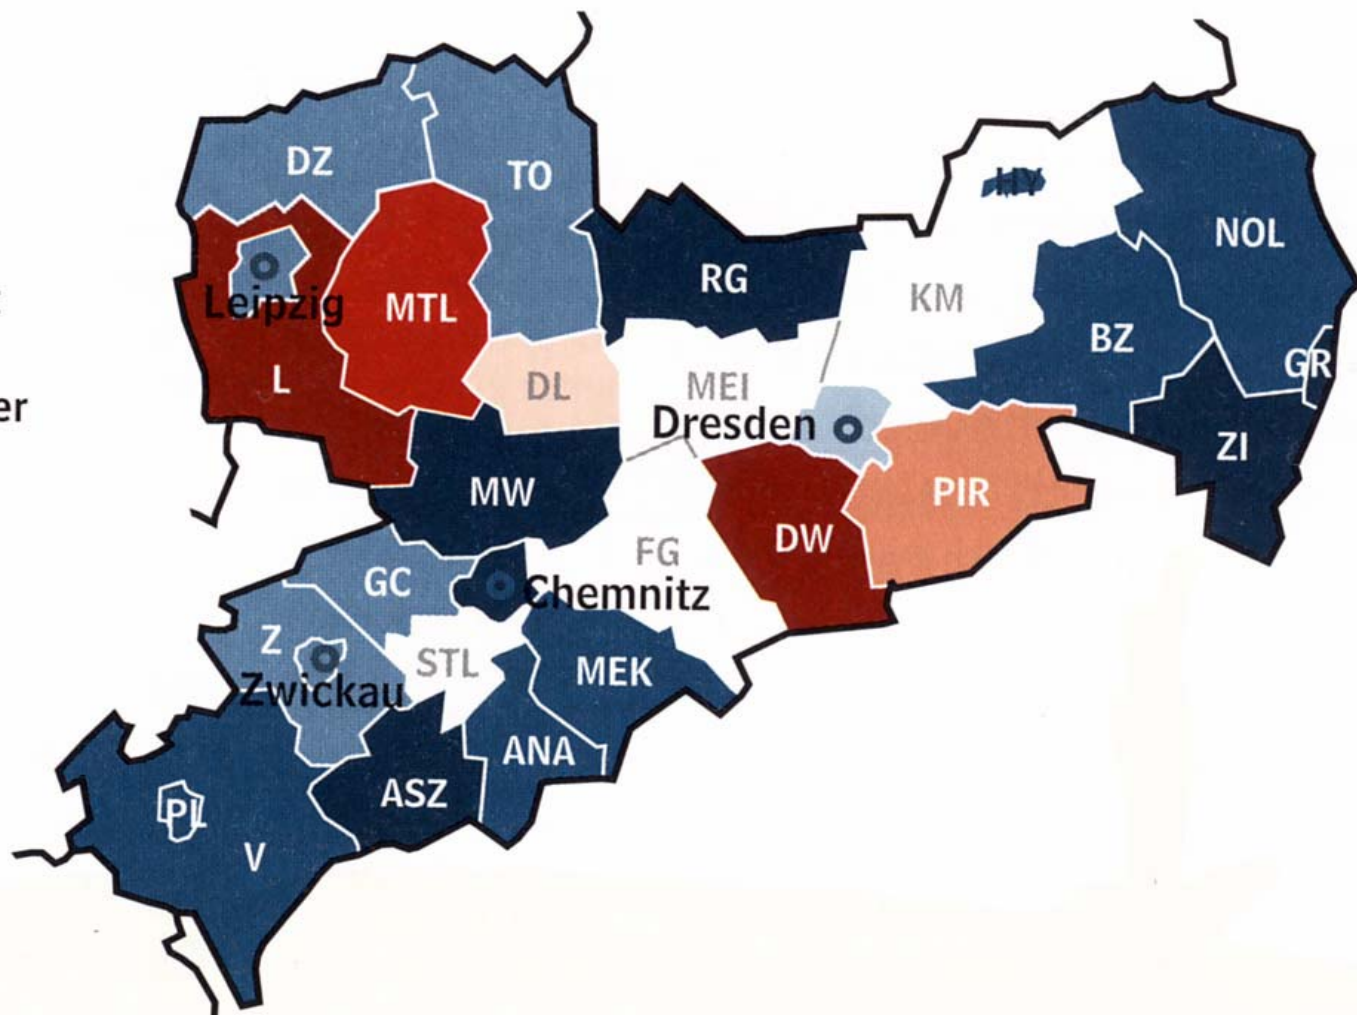 DZ
TO
HY
NOL
RG
KM
Leipzig
MTL
BZ
GR
L
DL
MEI
er
Dresden
ZI
MW
PIR
DW
FG
GC
Chemnitz
Z
STL
MEK
Zwickau
ANA
ASZ
PL
V